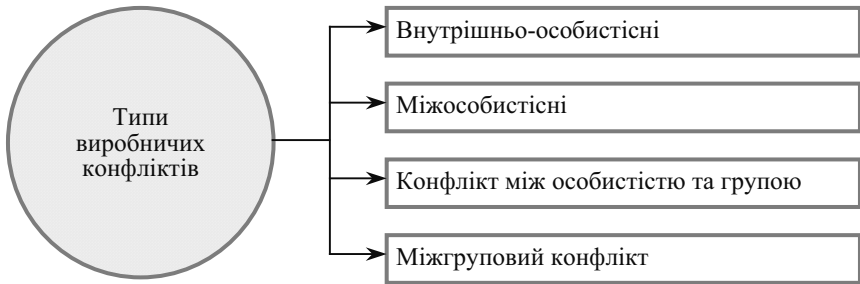 Типи
виробничих
конфліктів
Внутрішньо-особистісні
Міжособистісні
Конфлікт між особистістю та групою
Міжгруповий конфлікт